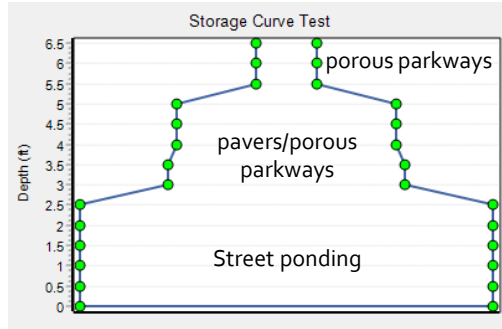 Storage Curve Test
6.5
6
5.5
5
4.5
4
3.5
3
2.5
2
1.5
1
0.5
0
Depth (ft)
porous parkways
pavers/porous
parkways
Street ponding